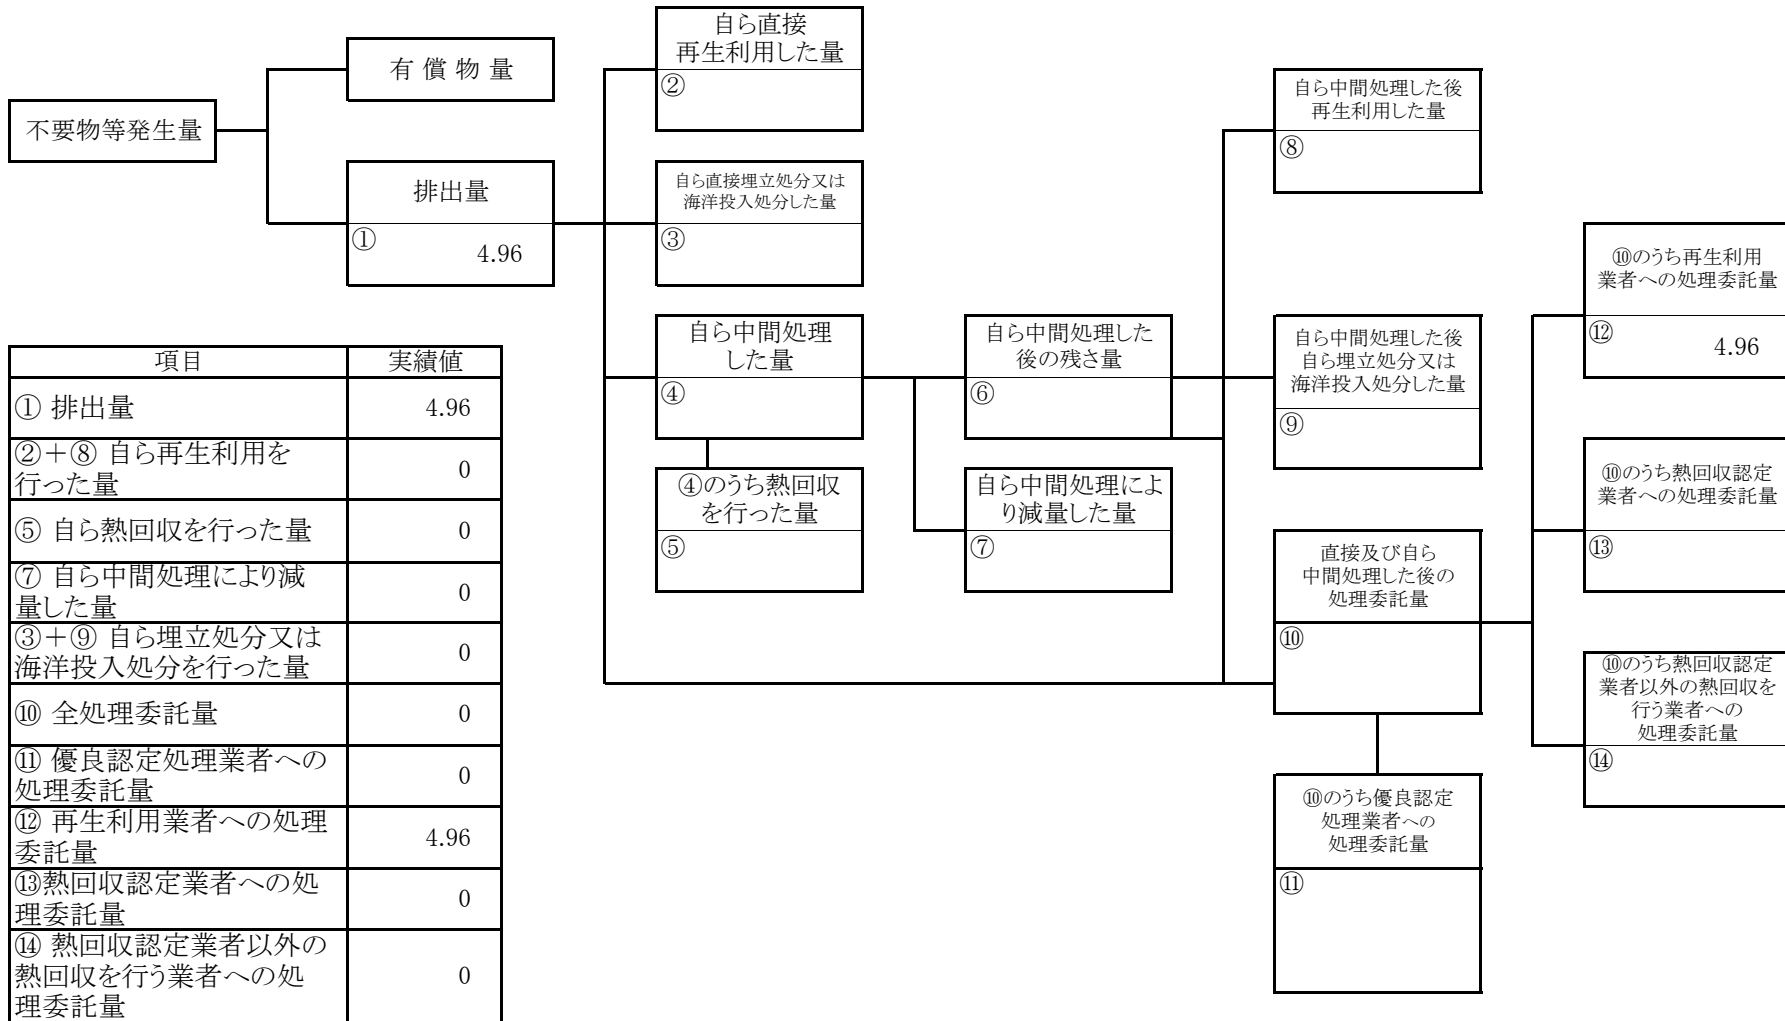 自ら直接
再生利用した量
②
有 償 物 量
不要物等発生量
自ら中間処理した後
再生利用した量
⑧
排出量
①
4.96
自ら直接埋立処分又は
海洋投入処分した量
③
⑩のうち再生利用
業者への処理委託量
⑫
4.96
自ら中間処理
した量
④
自ら中間処理した
後の残さ量
⑥
自ら中間処理した後
自ら埋立処分又は
海洋投入処分した量
⑨
④のうち熱回収
を行った量
⑤
自ら中間処理によ
り減量した量
⑦
⑩のうち熱回収認定
業者への処理委託量
⑬
直接及び自ら
中間処理した後の
処理委託量
⑩
⑩のうち熱回収認定
業者以外の熱回収を
行う業者への
処理委託量
⑭
⑩のうち優良認定
処理業者への
処理委託量
⑪
項目 実績値
① 排出量 4.96
②+⑧ 自ら再生利用を
行った量 0
⑤ 自ら熱回収を行った量 0
⑦ 自ら中間処理により減
量した量 0
③+⑨ 自ら埋立処分又は
海洋投入処分を行った量 0
⑩ 全処理委託量 0
⑪ 優良認定処理業者への
処理委託量 0
⑫ 再生利用業者への処理
委託量 4.96
⑬熱回収認定業者への処
理委託量 0
⑭ 熱回収認定業者以外の
熱回収を行う業者への処
理委託量 0